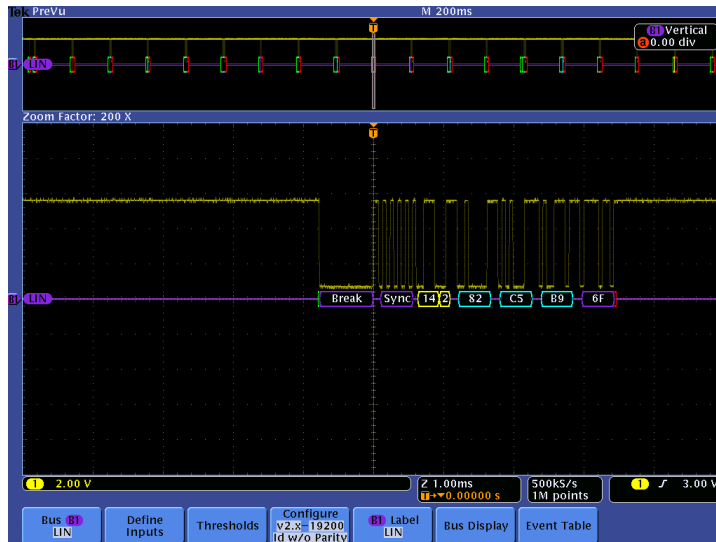 Tek PreVu M 200ms
B1 Vertical
a 0.00 div
B1 LIN
Zoom Factor: 200 X
B1 LIN Break Sync 14 2 82 C5 B9 6F
1 2.00 V
Z 1.00ms
T→▼0.00000 s
500kS/s
1M points
1 ʃ 3.00 V
Bus B1
LIN
Define
Inputs
Thresholds
Configure
v2.x-19200
Id w/o Parity
B1 Label
LIN
Bus Display
Event Table